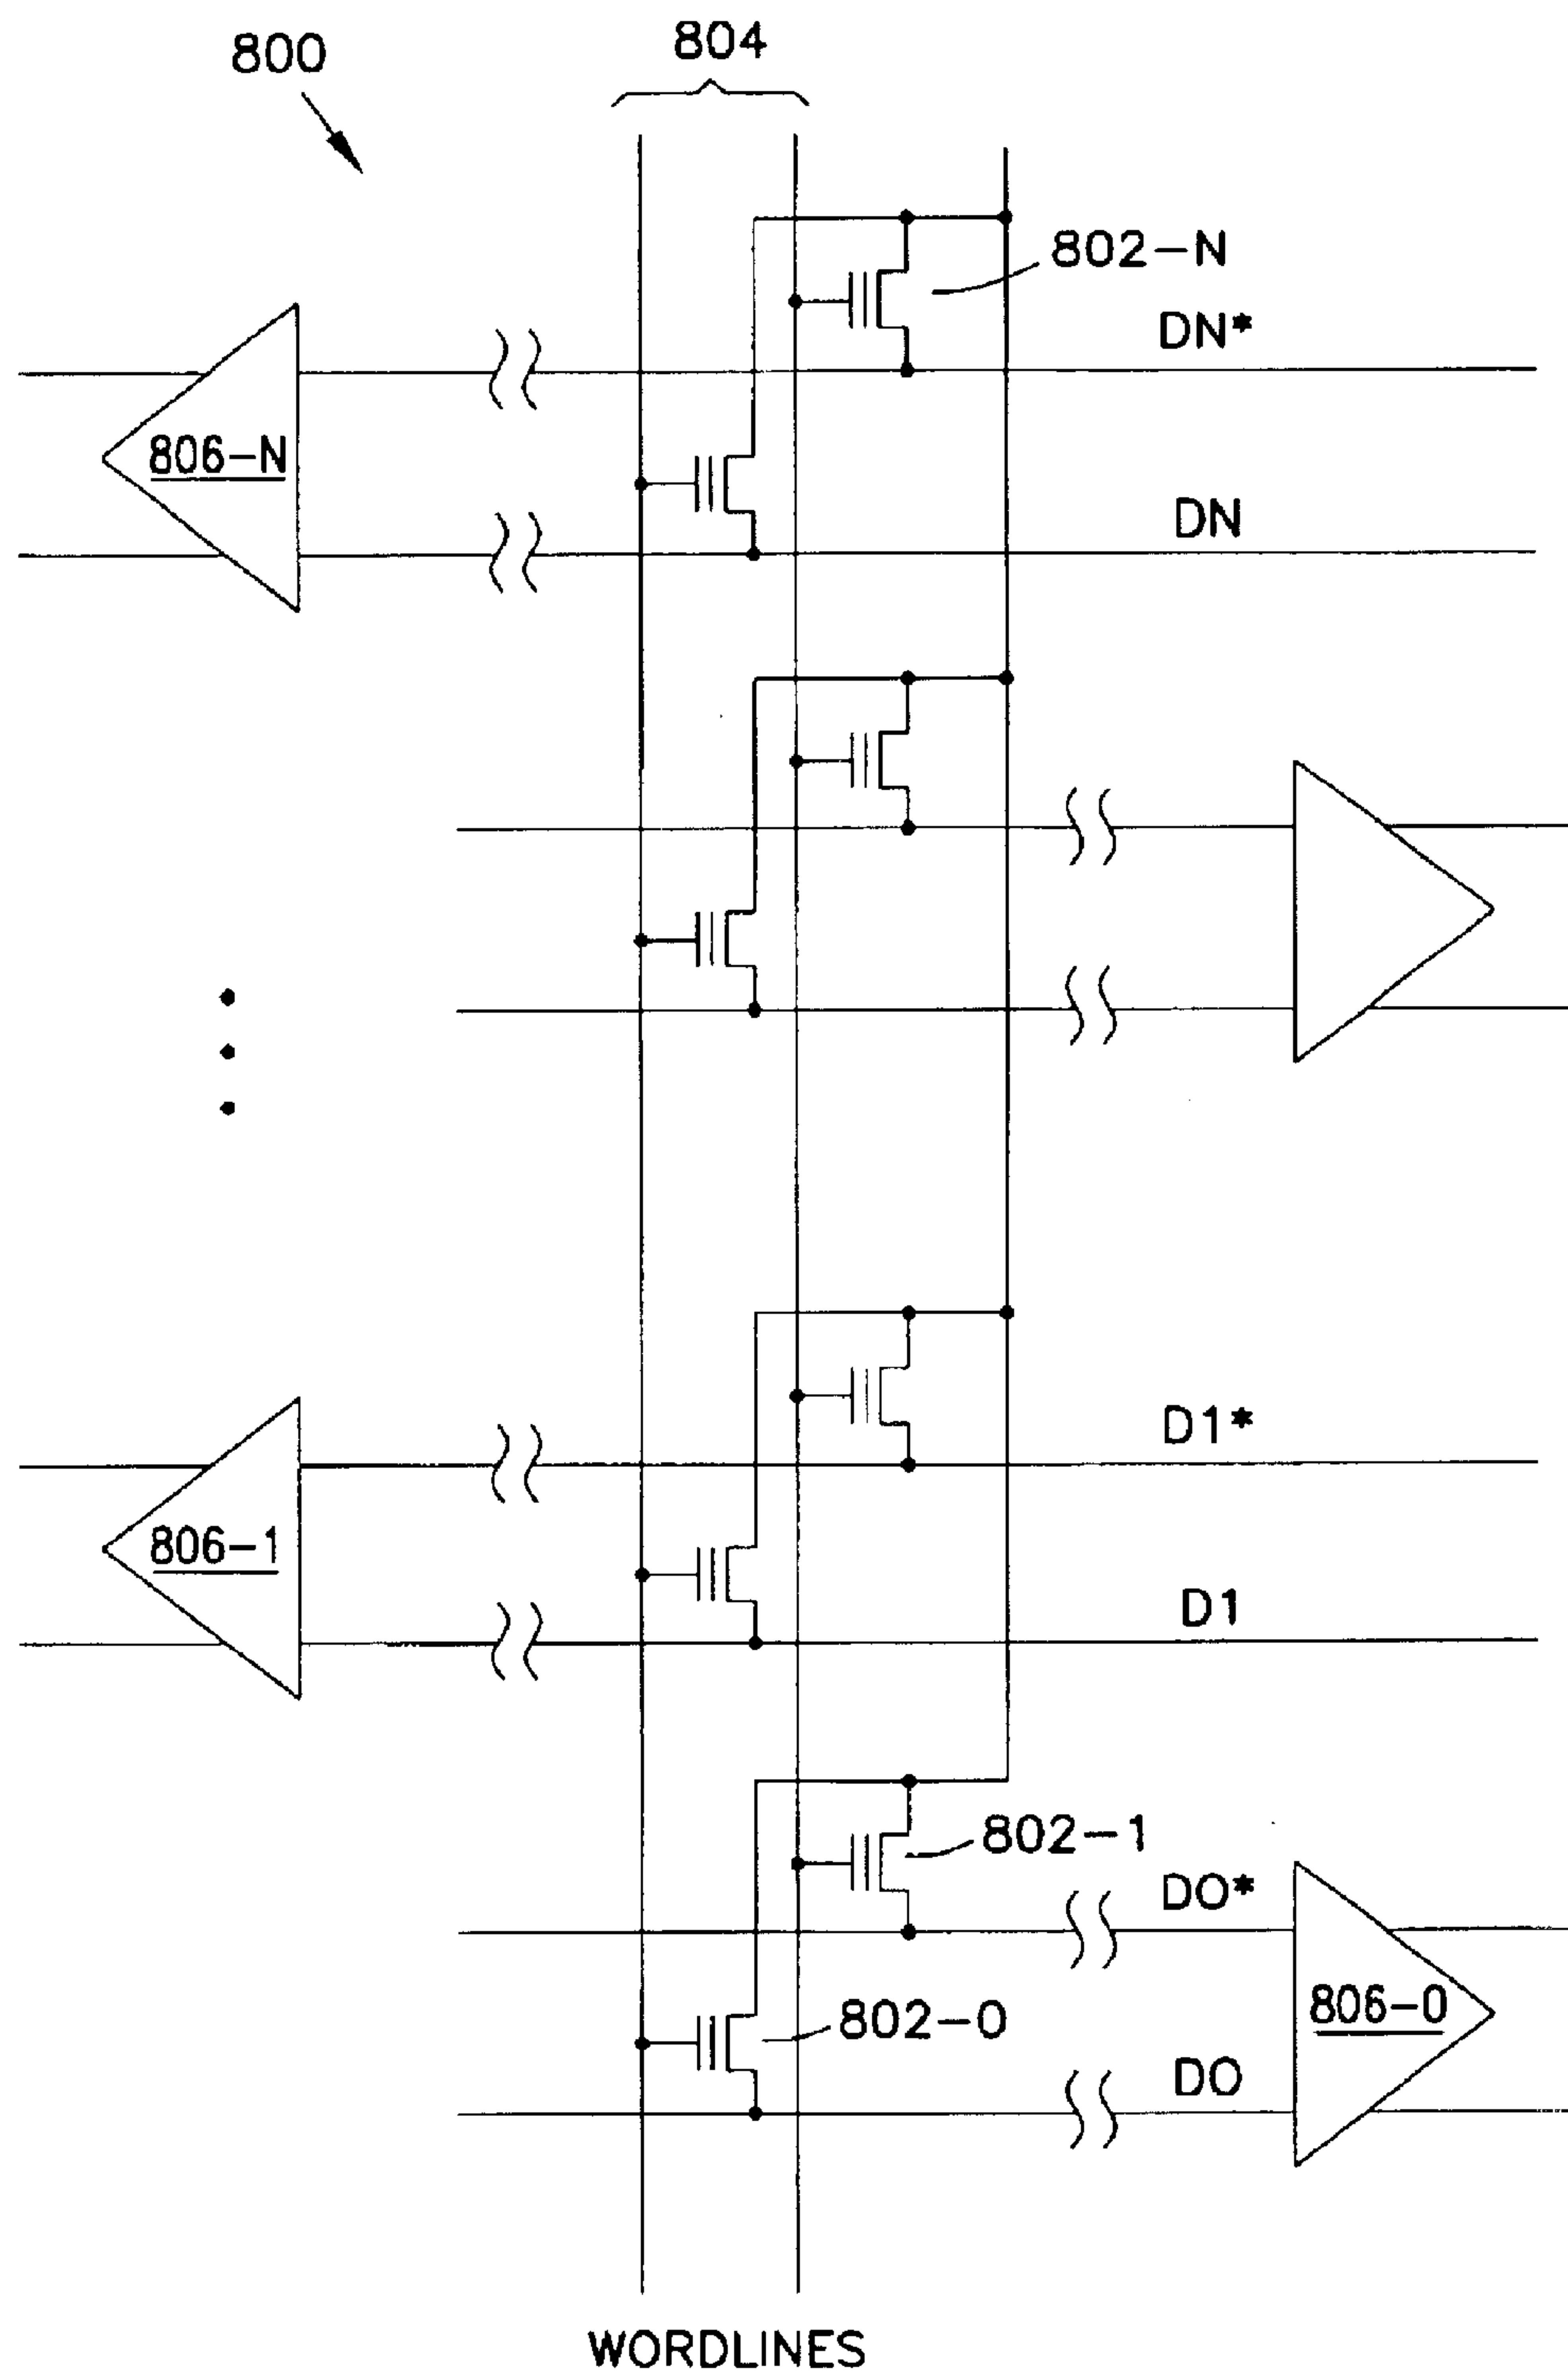 800
804
802-N
DN*
806-N
DN
D1*
806-1
D1
802-1
DO*
806-0
802-0
DO
WORDLINES